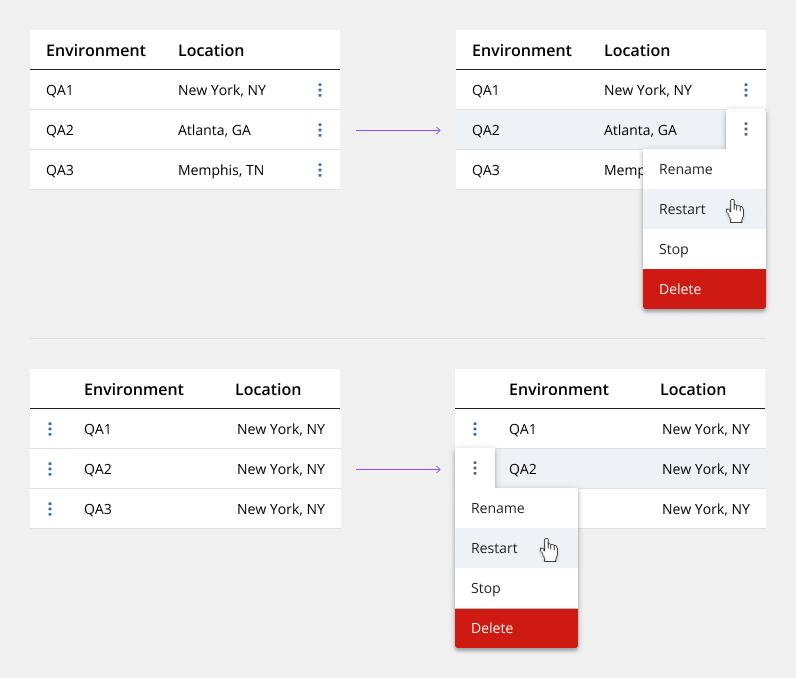 Environment Location
QA1 New York, NY
QA2 Atlanta, GA
QA3 Memphis, TN
Environment Location
QA1 New York, NY
QA2 Atlanta, GA
QA3 Memp
Rename
Restart
Stop
Delete
Environment Location
QA1 New York, NY
QA2 New York, NY
QA3 New York, NY
Environment Location
QA1 New York, NY
QA2 New York, NY
New York, NY
Rename
Restart
Stop
Delete